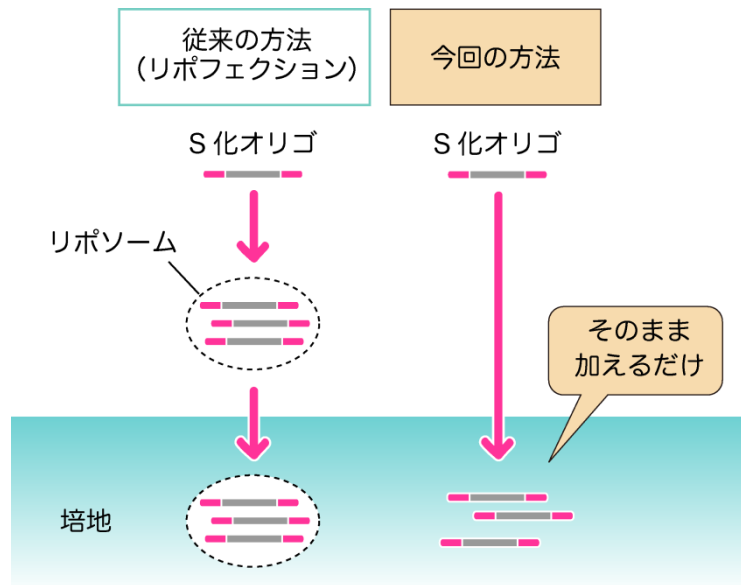 従来の方法
（リポフェクション）
今回の方法
S 化オリゴ
S 化オリゴ
リポソーム
そのまま
加えるだけ
培地